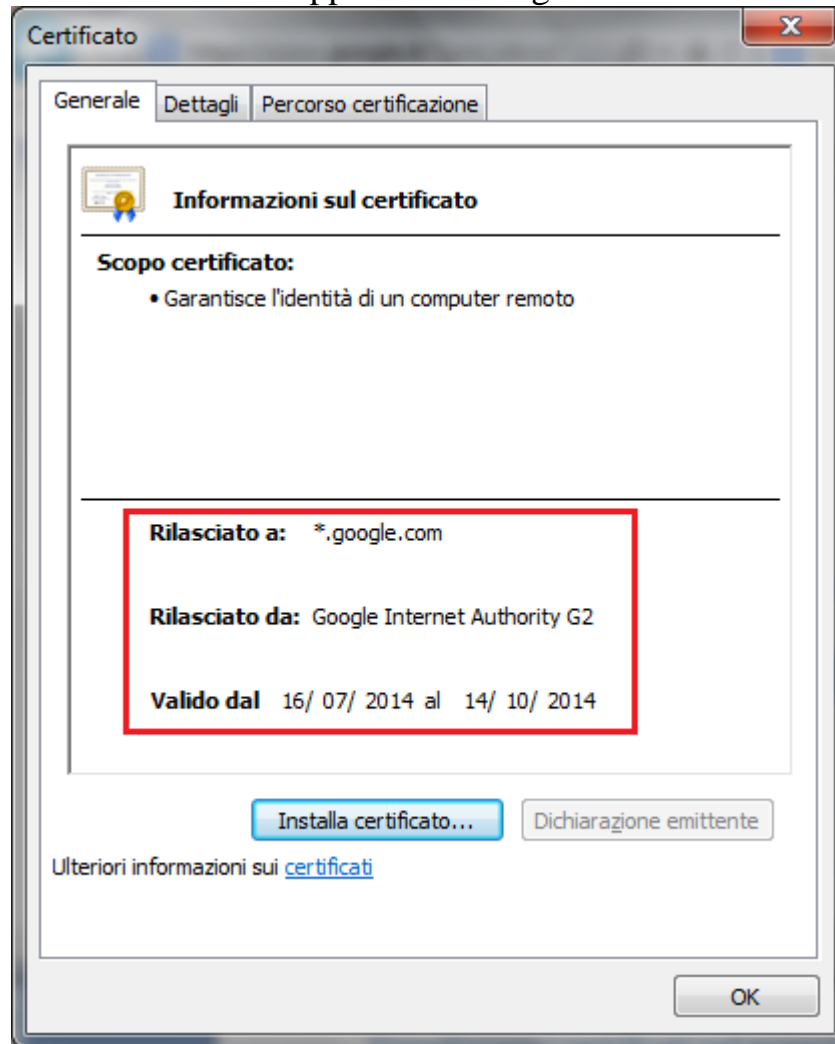 Certificato
Generale Dettagli Percorso certificazione
Informazioni sul certificato
Scopo certificato:
• Garantisce l'identità di un computer remoto
Rilasciato a: *.google.com
Rilasciato da: Google Internet Authority G2
Valido dal 16/ 07/ 2014 al 14/ 10/ 2014
Installa certificato... Dichiarazione emittente
Ulteriori informazioni sui certificati
OK